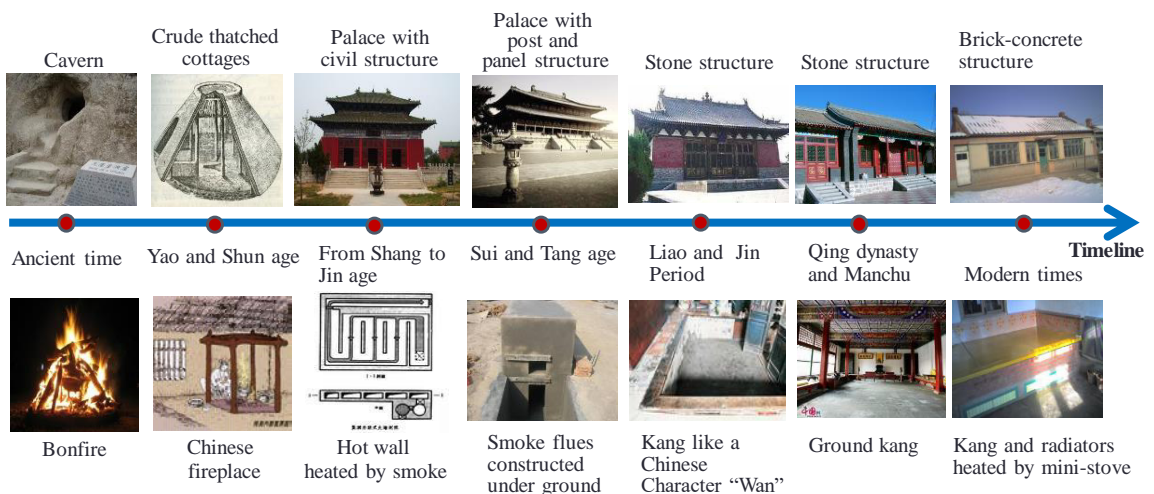 Cavern
Crude thatched
cottages
Palace with
civil structure
Palace with
post and
panel structure
Stone structure
Stone structure
Brick-concrete
structure
Timeline
Ancient time
Yao and Shun age
From Shang to
Jin age
Sui and Tang age
Liao and Jin
Period
Qing dynasty
and Manchu
Modern times
Bonfire
Chinese
fireplace
Hot wall
heated by smoke
Smoke flues
constructed
under ground
Kang like a
Chinese
Character “Wan”
Ground kang
Kang and radiators
heated by mini-stove